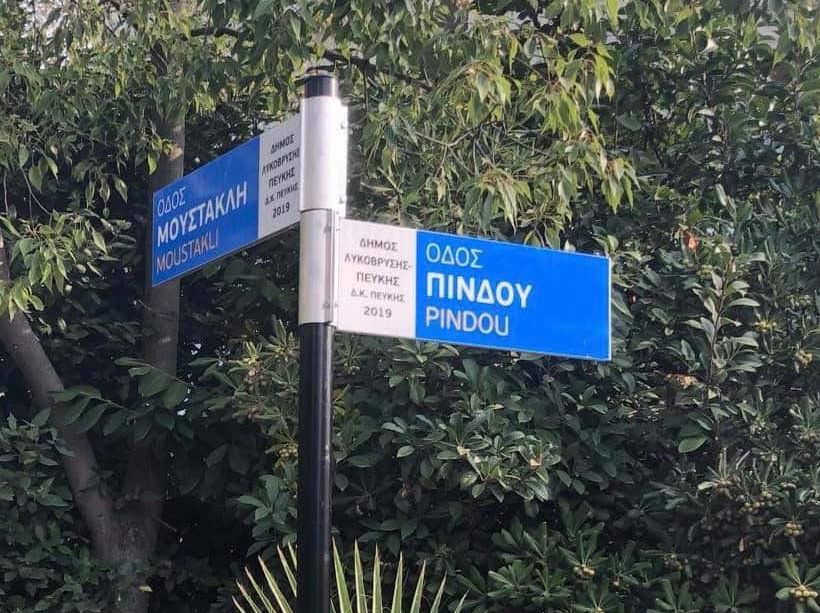 ΟΔΟΣ
ΜΟΥΣΤΑΚΛΗ
MOUSTAKLI
ΔΗΜΟΣ
ΛΥΚΟΒΡΥΣΗΣ
ΠΕΥΚΗΣ
Δ.Κ. ΠΕΥΚΗΣ
2019
ΔΗΜΟΣ
ΛΥΚΟΒΡΥΣΗΣ-
ΠΕΥΚΗΣ
Δ.Κ. ΠΕΥΚΗΣ
2019
ΟΔΟΣ
ΠΙΝΔΟΥ
PINDOU